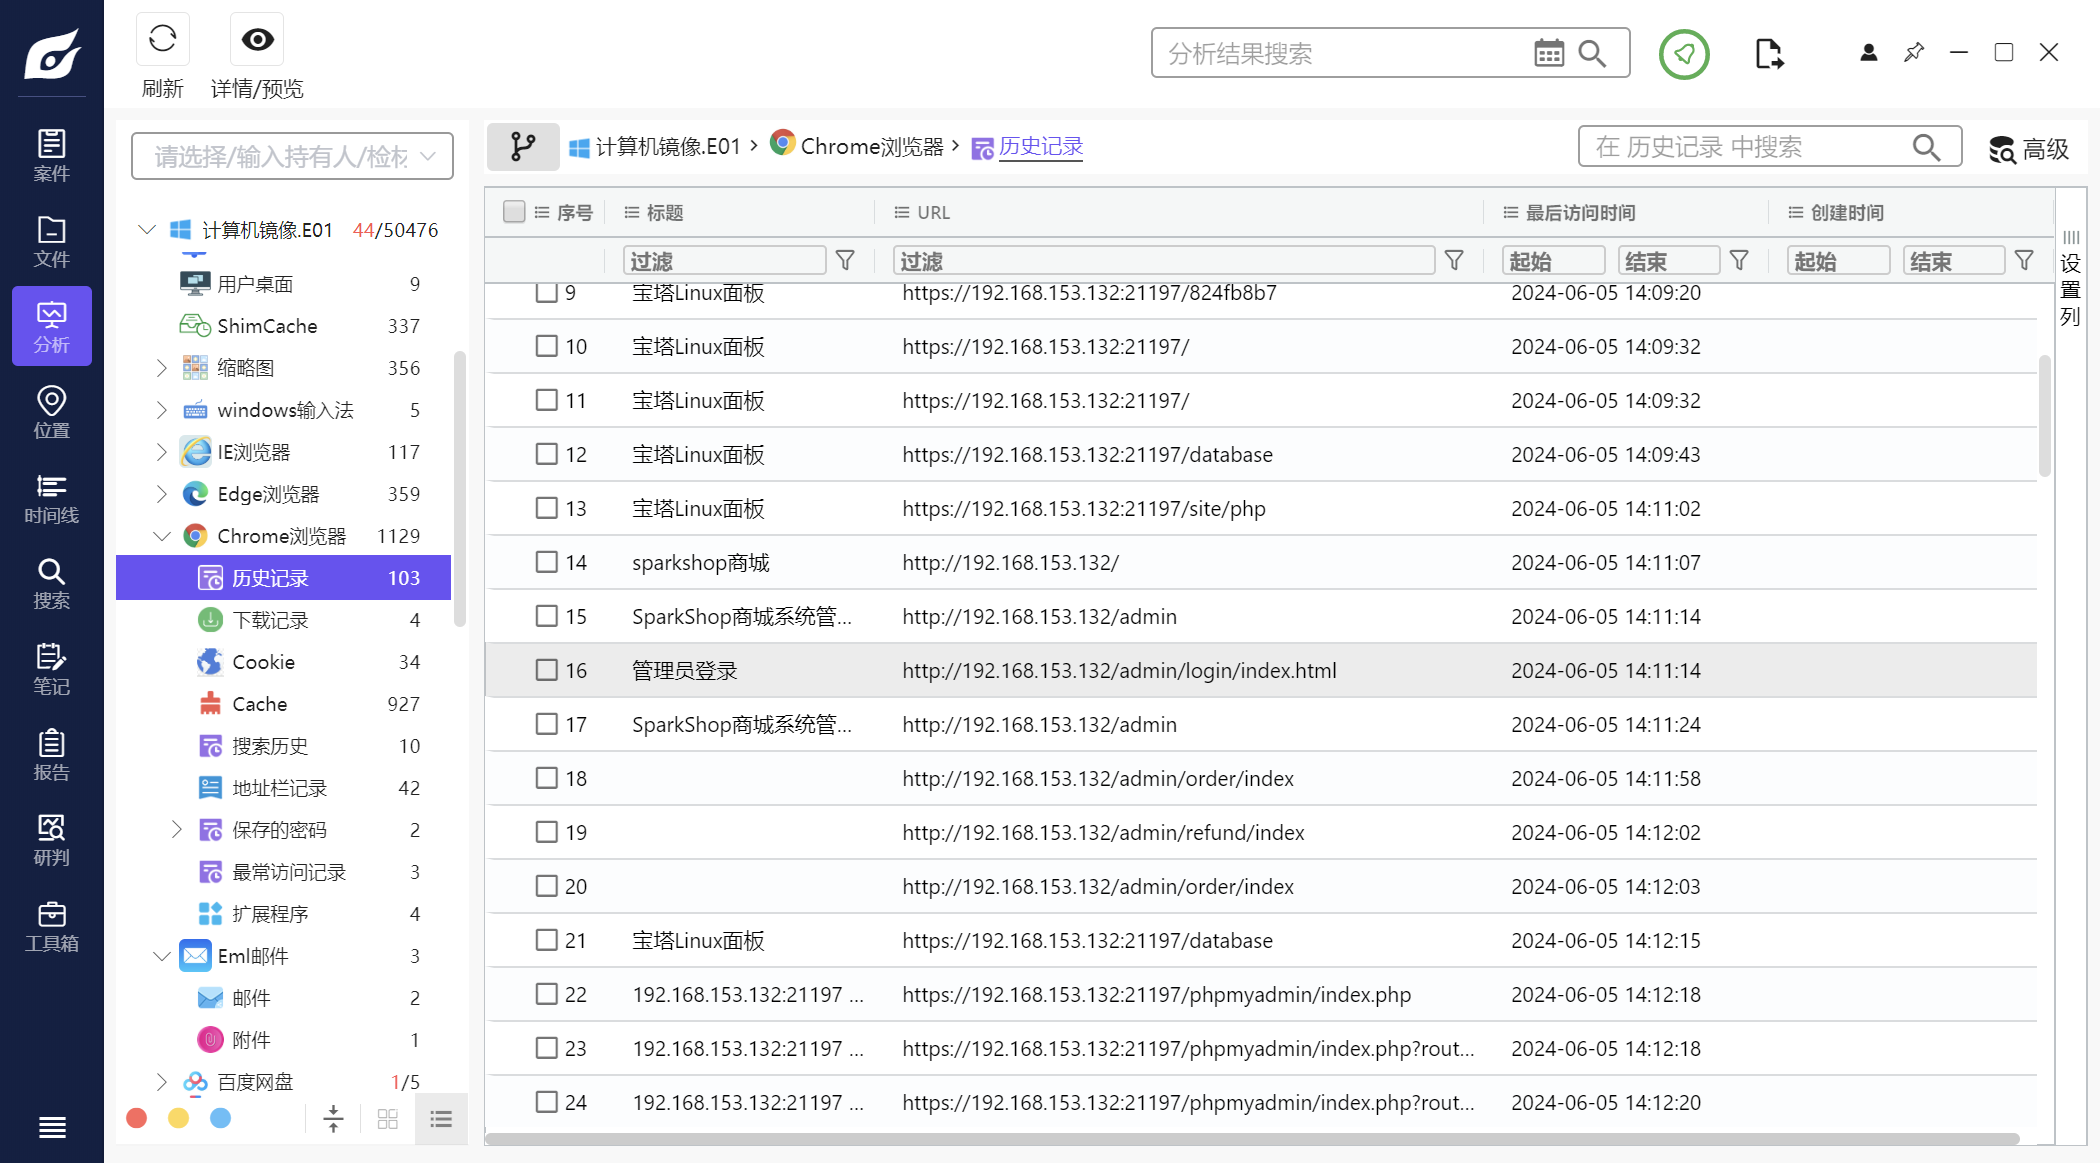 刷新
详情/预览
分析结果搜索
案件
文件
分析
位置
时间线
搜索
笔记
报告
研判
工具箱
请选择/输入持有人/检材
计算机镜像.E01 44/50476
用户桌面 9
ShimCache 337
缩略图 356
windows输入法 5
IE浏览器 117
Edge浏览器 359
Chrome浏览器 1129
历史记录 103
下载记录 4
Cookie 34
Cache 927
搜索历史 10
地址栏记录 42
保存的密码 2
最常访问记录 3
扩展程序 4
Eml邮件 3
邮件 2
附件 1
百度网盘 1/5
计算机镜像.E01 > Chrome浏览器 > 历史记录
在 历史记录 中搜索
高级
序号 标题 URL 最后访问时间 创建时间
过滤 过滤 起始 结束 起始 结束
设置列
9 宝塔Linux面板 https://192.168.153.132:21197/824fb8b7 2024-06-05 14:09:20
10 宝塔Linux面板 https://192.168.153.132:21197/ 2024-06-05 14:09:32
11 宝塔Linux面板 https://192.168.153.132:21197/ 2024-06-05 14:09:32
12 宝塔Linux面板 https://192.168.153.132:21197/database 2024-06-05 14:09:43
13 宝塔Linux面板 https://192.168.153.132:21197/site/php 2024-06-05 14:11:02
14 sparkshop商城 http://192.168.153.132/ 2024-06-05 14:11:07
15 SparkShop商城系统管... http://192.168.153.132/admin 2024-06-05 14:11:14
16 管理员登录 http://192.168.153.132/admin/login/index.html 2024-06-05 14:11:14
17 SparkShop商城系统管... http://192.168.153.132/admin 2024-06-05 14:11:24
18 http://192.168.153.132/admin/order/index 2024-06-05 14:11:58
19 http://192.168.153.132/admin/refund/index 2024-06-05 14:12:02
20 http://192.168.153.132/admin/order/index 2024-06-05 14:12:03
21 宝塔Linux面板 https://192.168.153.132:21197/database 2024-06-05 14:12:15
22 192.168.153.132:21197 ... https://192.168.153.132:21197/phpmyadmin/index.php 2024-06-05 14:12:18
23 192.168.153.132:21197 ... https://192.168.153.132:21197/phpmyadmin/index.php?rout... 2024-06-05 14:12:18
24 192.168.153.132:21197 ... https://192.168.153.132:21197/phpmyadmin/index.php?rout... 2024-06-05 14:12:20